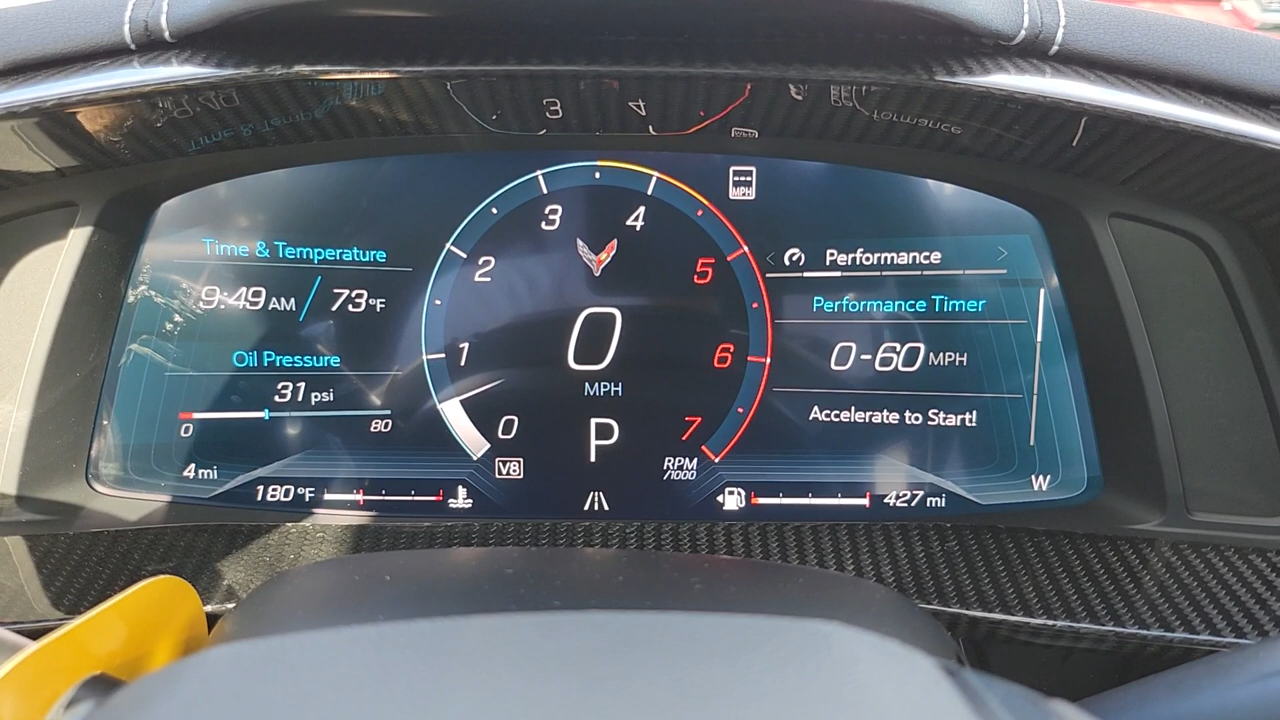 MPH
Time & Temperature
9:49 AM / 73°F
Oil Pressure
31 psi
0 80
4 mi
180°F
0
1
2
3
4
5
6
7
0
MPH
P
V8
RPM
/1000
Performance
Performance Timer
0-60 MPH
Accelerate to Start!
W
427 mi